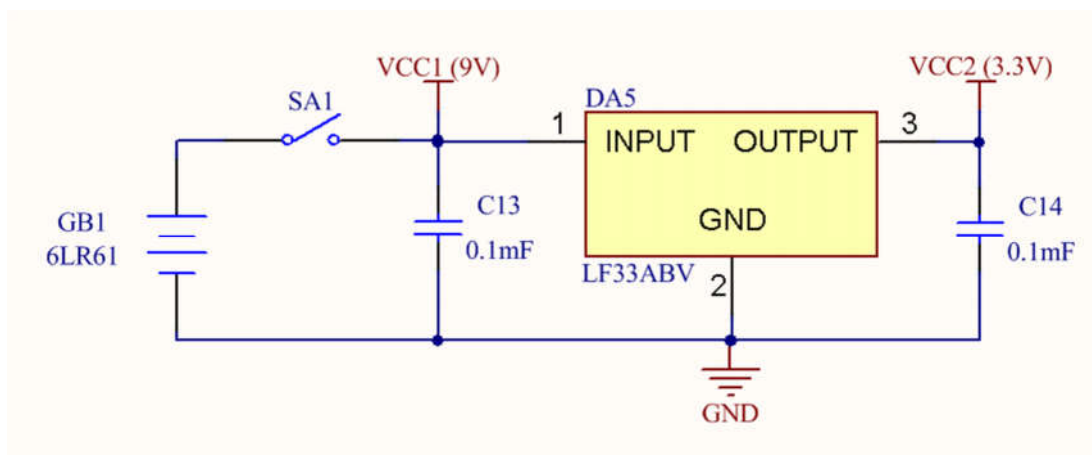 VCC1 (9V)
VCC2 (3.3V)
SA1
DA5
1
INPUT
OUTPUT
3
GB1
6LR61
C13
0.1mF
GND
C14
0.1mF
LF33ABV
2
GND